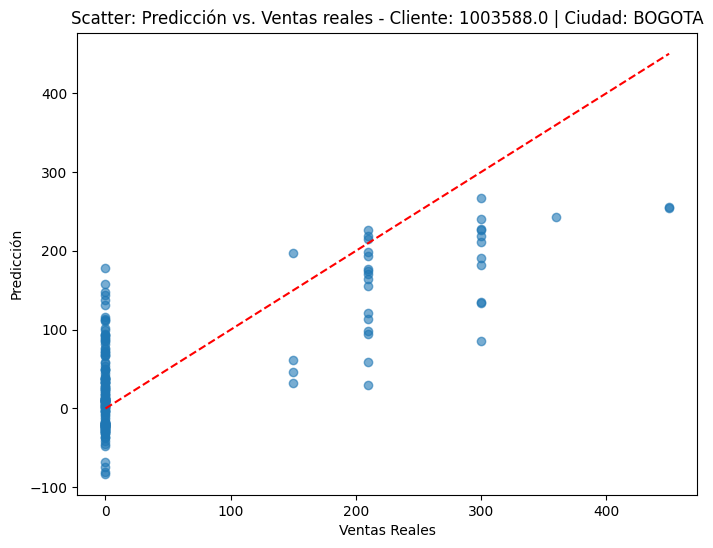 Scatter: Predicción vs. Ventas reales - Cliente: 1003588.0 | Ciudad: BOGOTA
Predicción
400
300
200
100
0
−100
0 100 200 300 400
Ventas Reales